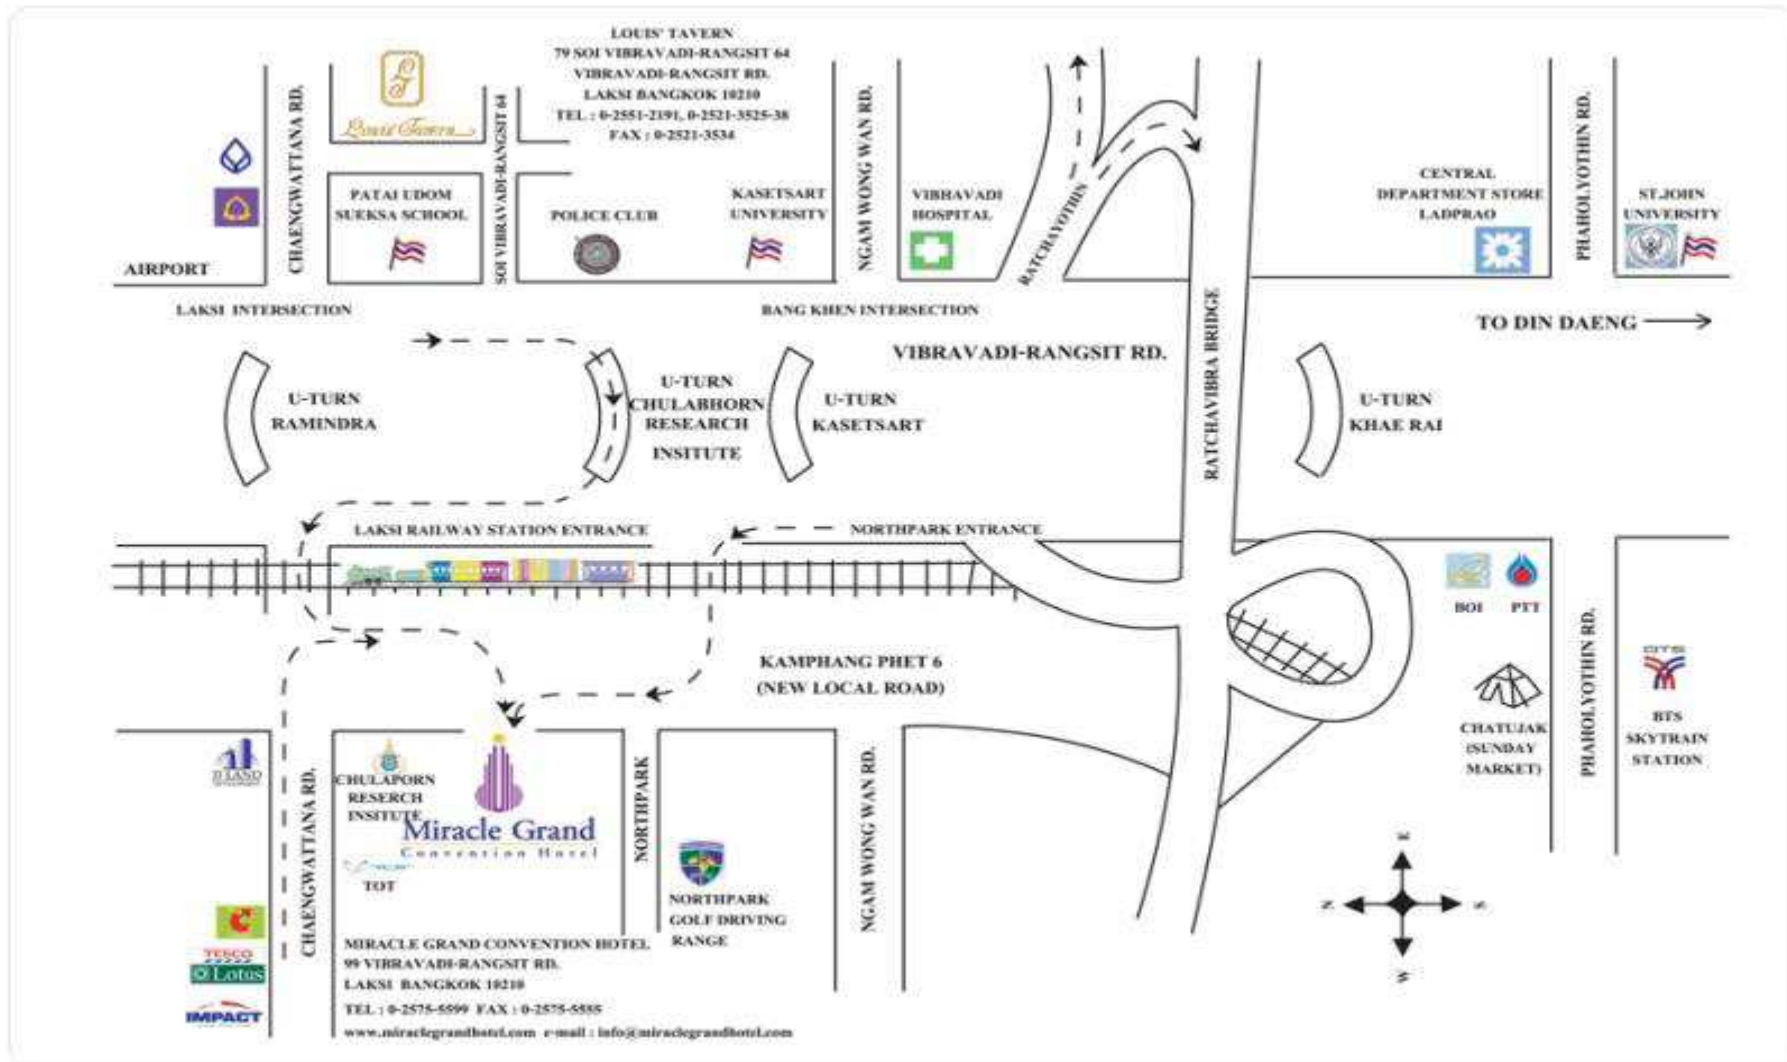 LOUIS' TAVERN
79 SOI VIBRAVADI-RANGSIT 64
VIBRAVADI-RANGSIT RD.
LAKSI BANGKOK 10210
TEL : 0-2551-2191, 0-2521-3525-38
FAX : 0-2521-3534
Louis' Tavern
CHAENGWATTANA RD.
SOI VIBRAVADI-RANGSIT 64
NGAM WONG WAN RD.
PHAHOLYOTHIN RD.
PATAI UDOM
SUEKSA SCHOOL
POLICE CLUB
KASETSART
UNIVERSITY
VIBHAVADI
HOSPITAL
RATCHAYOTHIN
CENTRAL
DEPARTMENT STORE
LADPRAO
ST.JOHN
UNIVERSITY
AIRPORT
LAKSI INTERSECTION
BANG KHEN INTERSECTION
TO DIN DAENG
VIBRAVADI-RANGSIT RD.
RATCHAVIBRA BRIDGE
U-TURN
RAMINDRA
U-TURN
CHULABHORN
RESEARCH
INSITUTE
U-TURN
KASETSART
U-TURN
KHAE RAI
LAKSI RAILWAY STATION ENTRANCE
NORTHPARK ENTRANCE
BOI
PTT
KAMPHANG PHET 6
(NEW LOCAL ROAD)
PHAHOLYOTHIN RD.
CHATUJAK
(SUNDAY
MARKET)
BTS
BTS
SKYTRAIN
STATION
B LAND
CHAENGWATTANA RD.
CHULAPORN
RESERCH
INSITUTE
Miracle Grand
Convention Hotel
TOT
NORTHPARK
NGAM WONG WAN RD.
NORTHPARK
GOLF DRIVING
RANGE
C
TESCO
Lotus
IMPACT
MIRACLE GRAND CONVENTION HOTEL
99 VIBRAVADI-RANGSIT RD.
LAKSI BANGKOK 10210
TEL : 0-2575-5599 FAX : 0-2575-5555
www.miraclegrandhotel.com e-mail : info@miraclegrandhotel.com
E
N
S
W